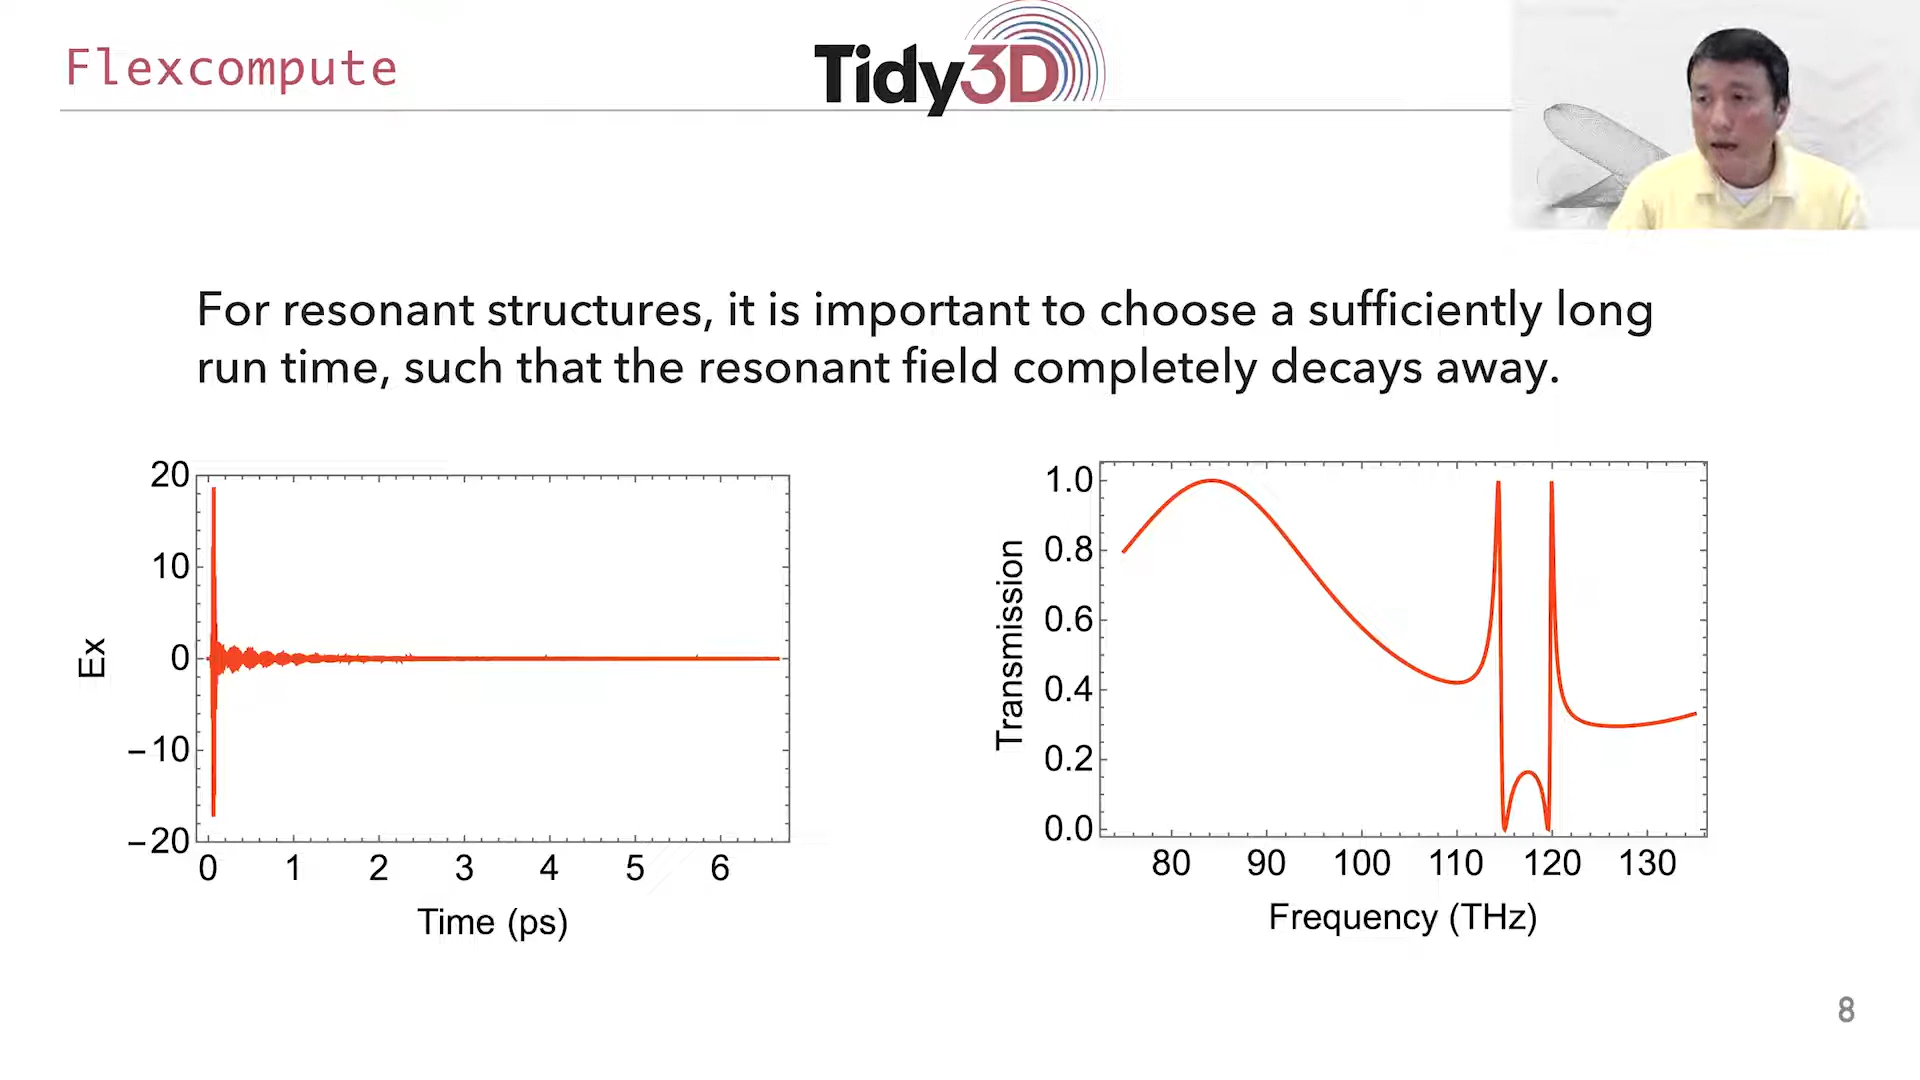 Flexcompute
Tidy3D
For resonant structures, it is important to choose a sufficiently long
run time, such that the resonant field completely decays away.
20
10
0
−10
−20
Ex
0 1 2 3 4 5 6
Time (ps)
1.0
0.8
0.6
0.4
0.2
0.0
Transmission
80 90 100 110 120 130
Frequency (THz)
8